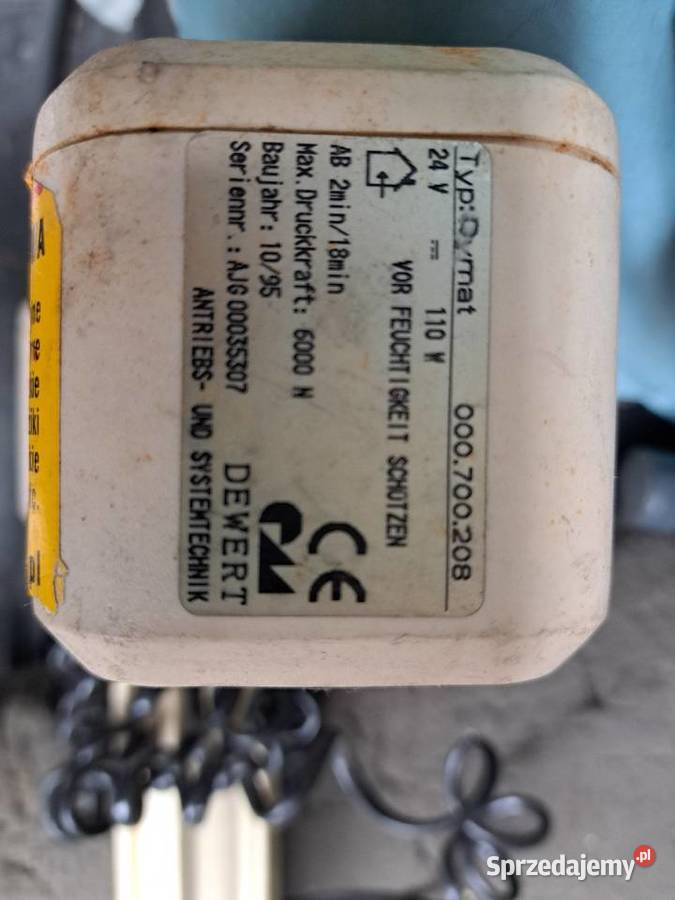 Typ: Dymat 000.700.208
24 V ⎓ 110 W
VOR FEUCHTIGKEIT SCHÜTZEN
CE
AB 2min/18min
Max. Druckkraft: 6000 N
Baujahr: 10/95
Seriennr.: AJG 00035307
DEWERT
ANTRIEBS- UND SYSTEMTECHNIK
A
Sprzedajemy.pl